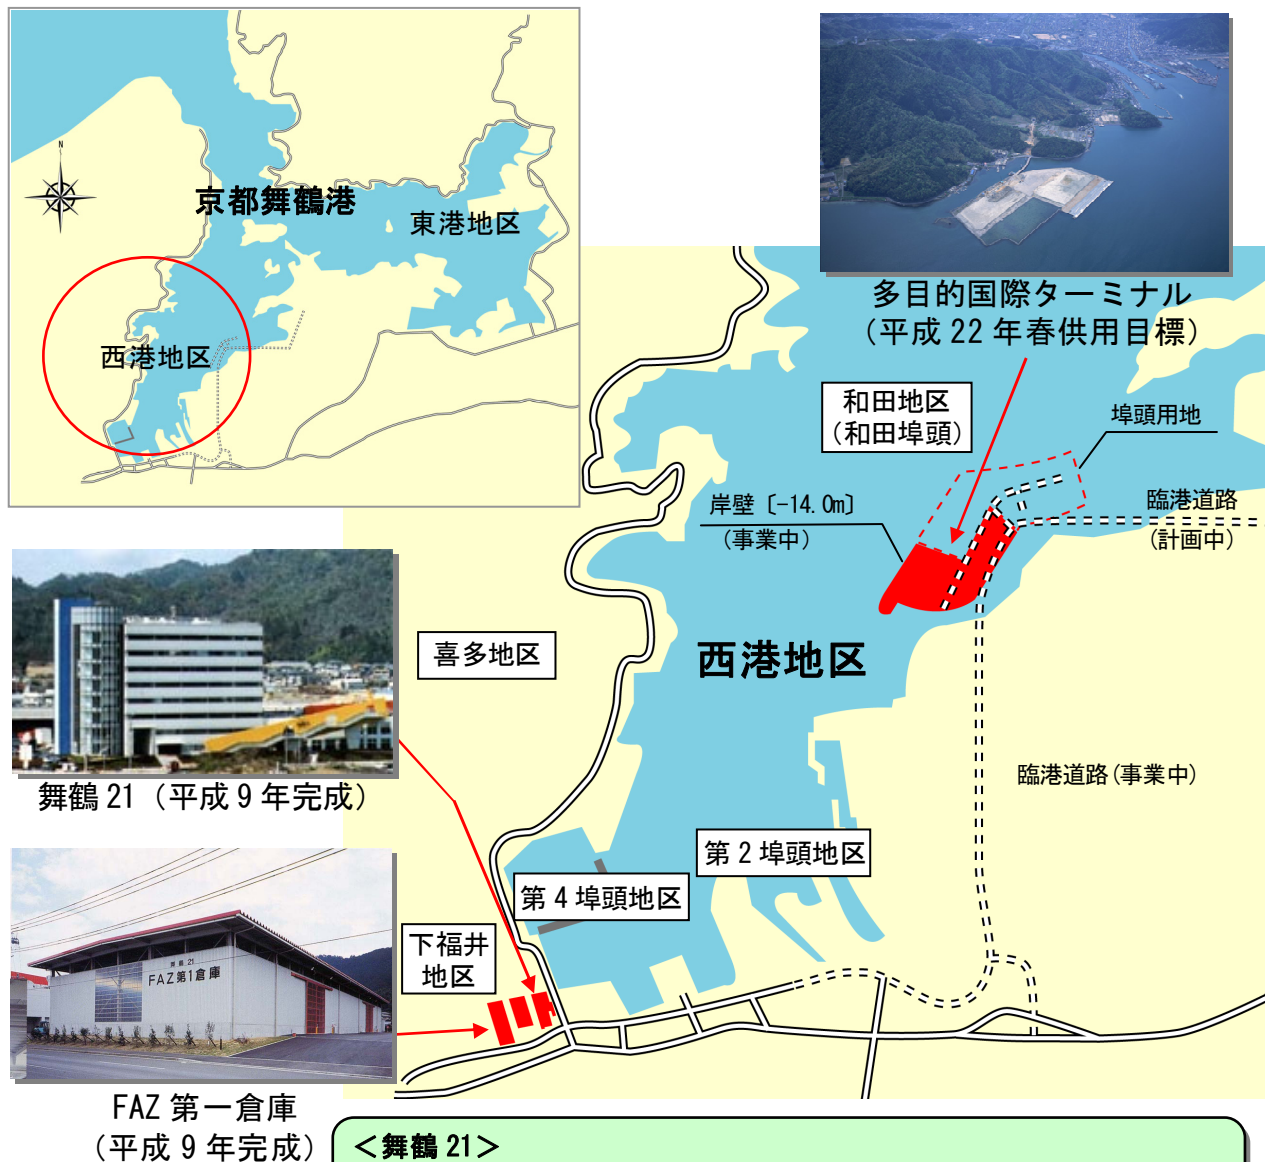 N
京都舞鶴港
東港地区
西港地区
多目的国際ターミナル
（平成 22 年春供用目標）
和田地区
（和田埠頭）
埠頭用地
岸壁〔-14.0m〕
（事業中）
臨港道路
（計画中）
喜多地区
西港地区
舞鶴 21（平成 9 年完成）
臨港道路（事業中）
第 2 埠頭地区
第 4 埠頭地区
下福井
地区
舞鶴 21
FAZ第1倉庫
FAZ 第一倉庫
（平成 9 年完成）
＜舞鶴 21＞